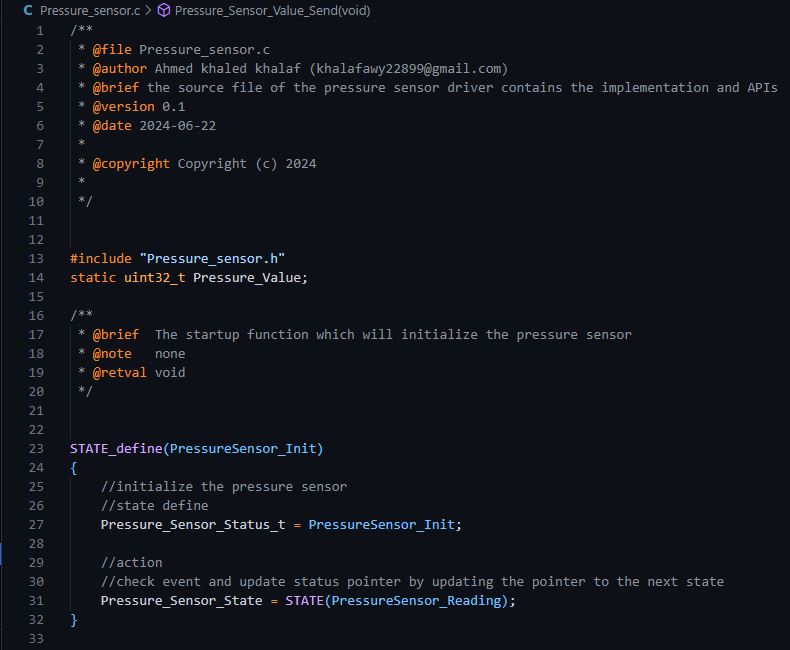 C Pressure_sensor.c > Pressure_Sensor_Value_Send(void)
1 /**
2 * @file Pressure_sensor.c
3 * @author Ahmed khaled khalaf (khalafawy22899@gmail.com)
4 * @brief the source file of the pressure sensor driver contains the implementation and APIs
5 * @version 0.1
6 * @date 2024-06-22
7 *
8 * @copyright Copyright (c) 2024
9 *
10 */
11
12
13 #include "Pressure_sensor.h"
14 static uint32_t Pressure_Value;
15
16 /**
17 * @brief  The startup function which will initialize the pressure sensor
18 * @note   none
19 * @retval void
20 */
21
22
23 STATE_define(PressureSensor_Init)
24 {
25     //initialize the pressure sensor
26     //state define
27     Pressure_Sensor_Status_t = PressureSensor_Init;
28
29     //action
30     //check event and update status pointer by updating the pointer to the next state
31     Pressure_Sensor_State = STATE(PressureSensor_Reading);
32 }
33